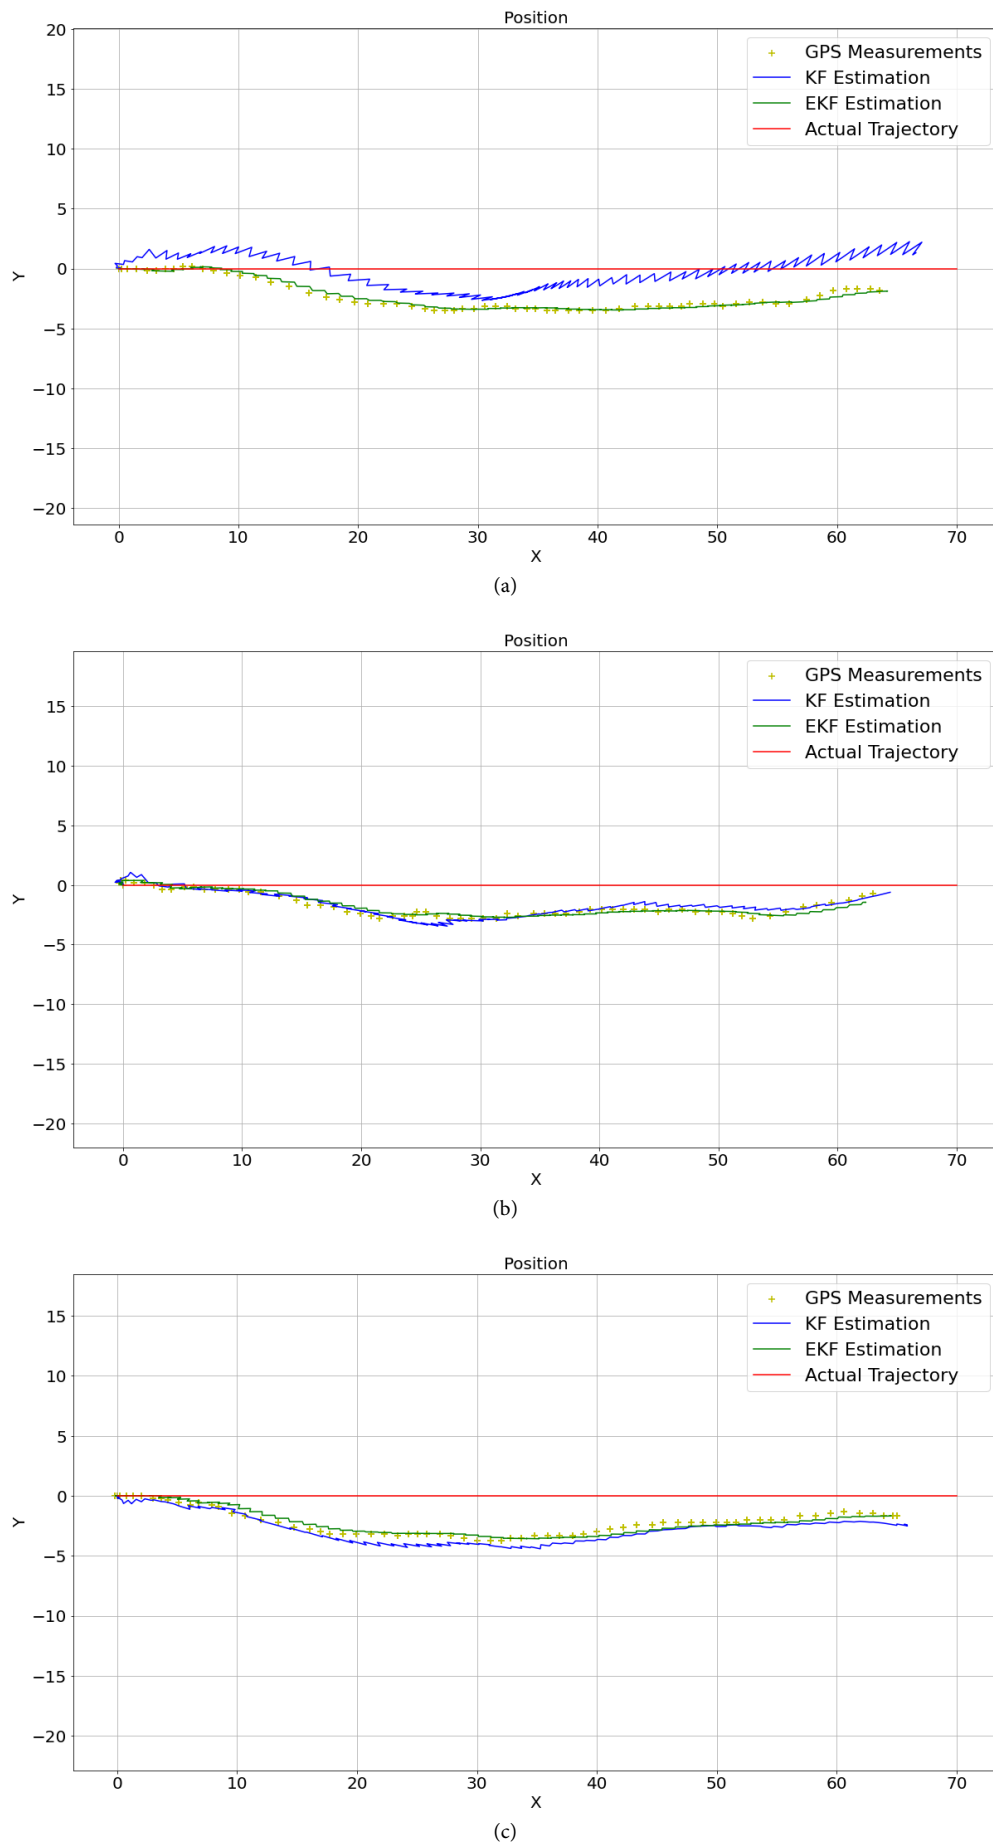 Position
20
15
10
5
0
−5
−10
−15
−20
Y
GPS Measurements
KF Estimation
EKF Estimation
Actual Trajectory
0 10 20 30 40 50 60 70
X
(a)
Position
15
10
5
0
−5
−10
−15
−20
Y
GPS Measurements
KF Estimation
EKF Estimation
Actual Trajectory
0 10 20 30 40 50 60 70
X
(b)
Position
15
10
5
0
−5
−10
−15
−20
Y
GPS Measurements
KF Estimation
EKF Estimation
Actual Trajectory
0 10 20 30 40 50 60 70
X
(c)